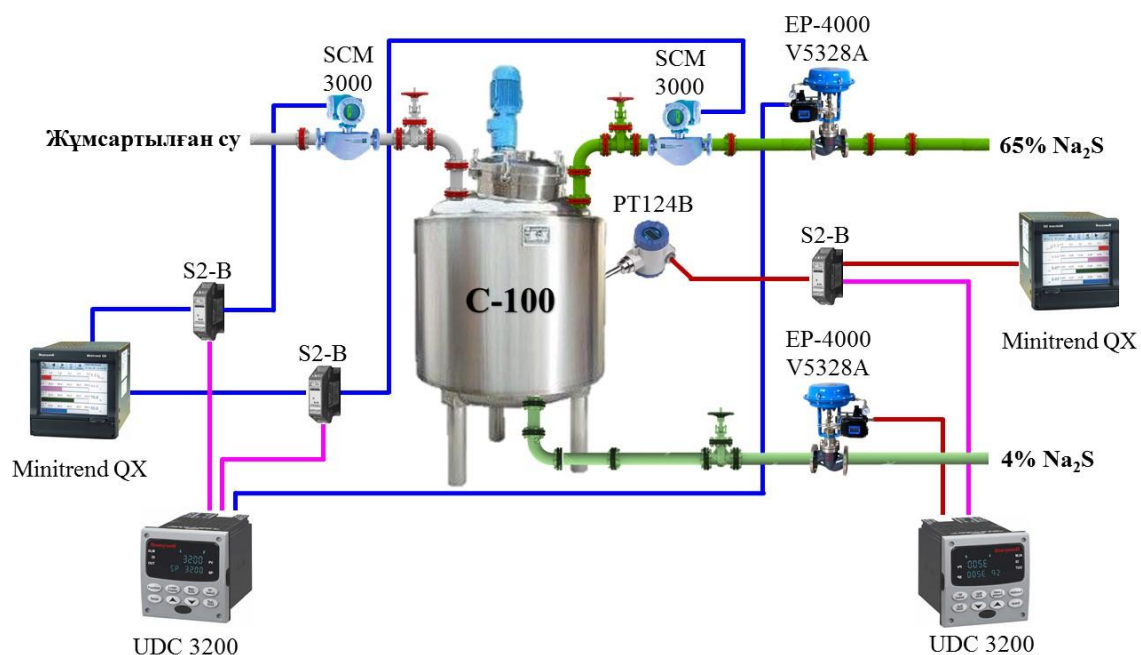 EP-4000
V5328A
SCM
3000
SCM
3000
Жұмсартылған су
65% Na₂S
PT124B
S2-B
S2-B
C-100
Minitrend QX
S2-B
EP-4000
V5328A
Minitrend QX
4% Na₂S
UDC 3200
UDC 3200